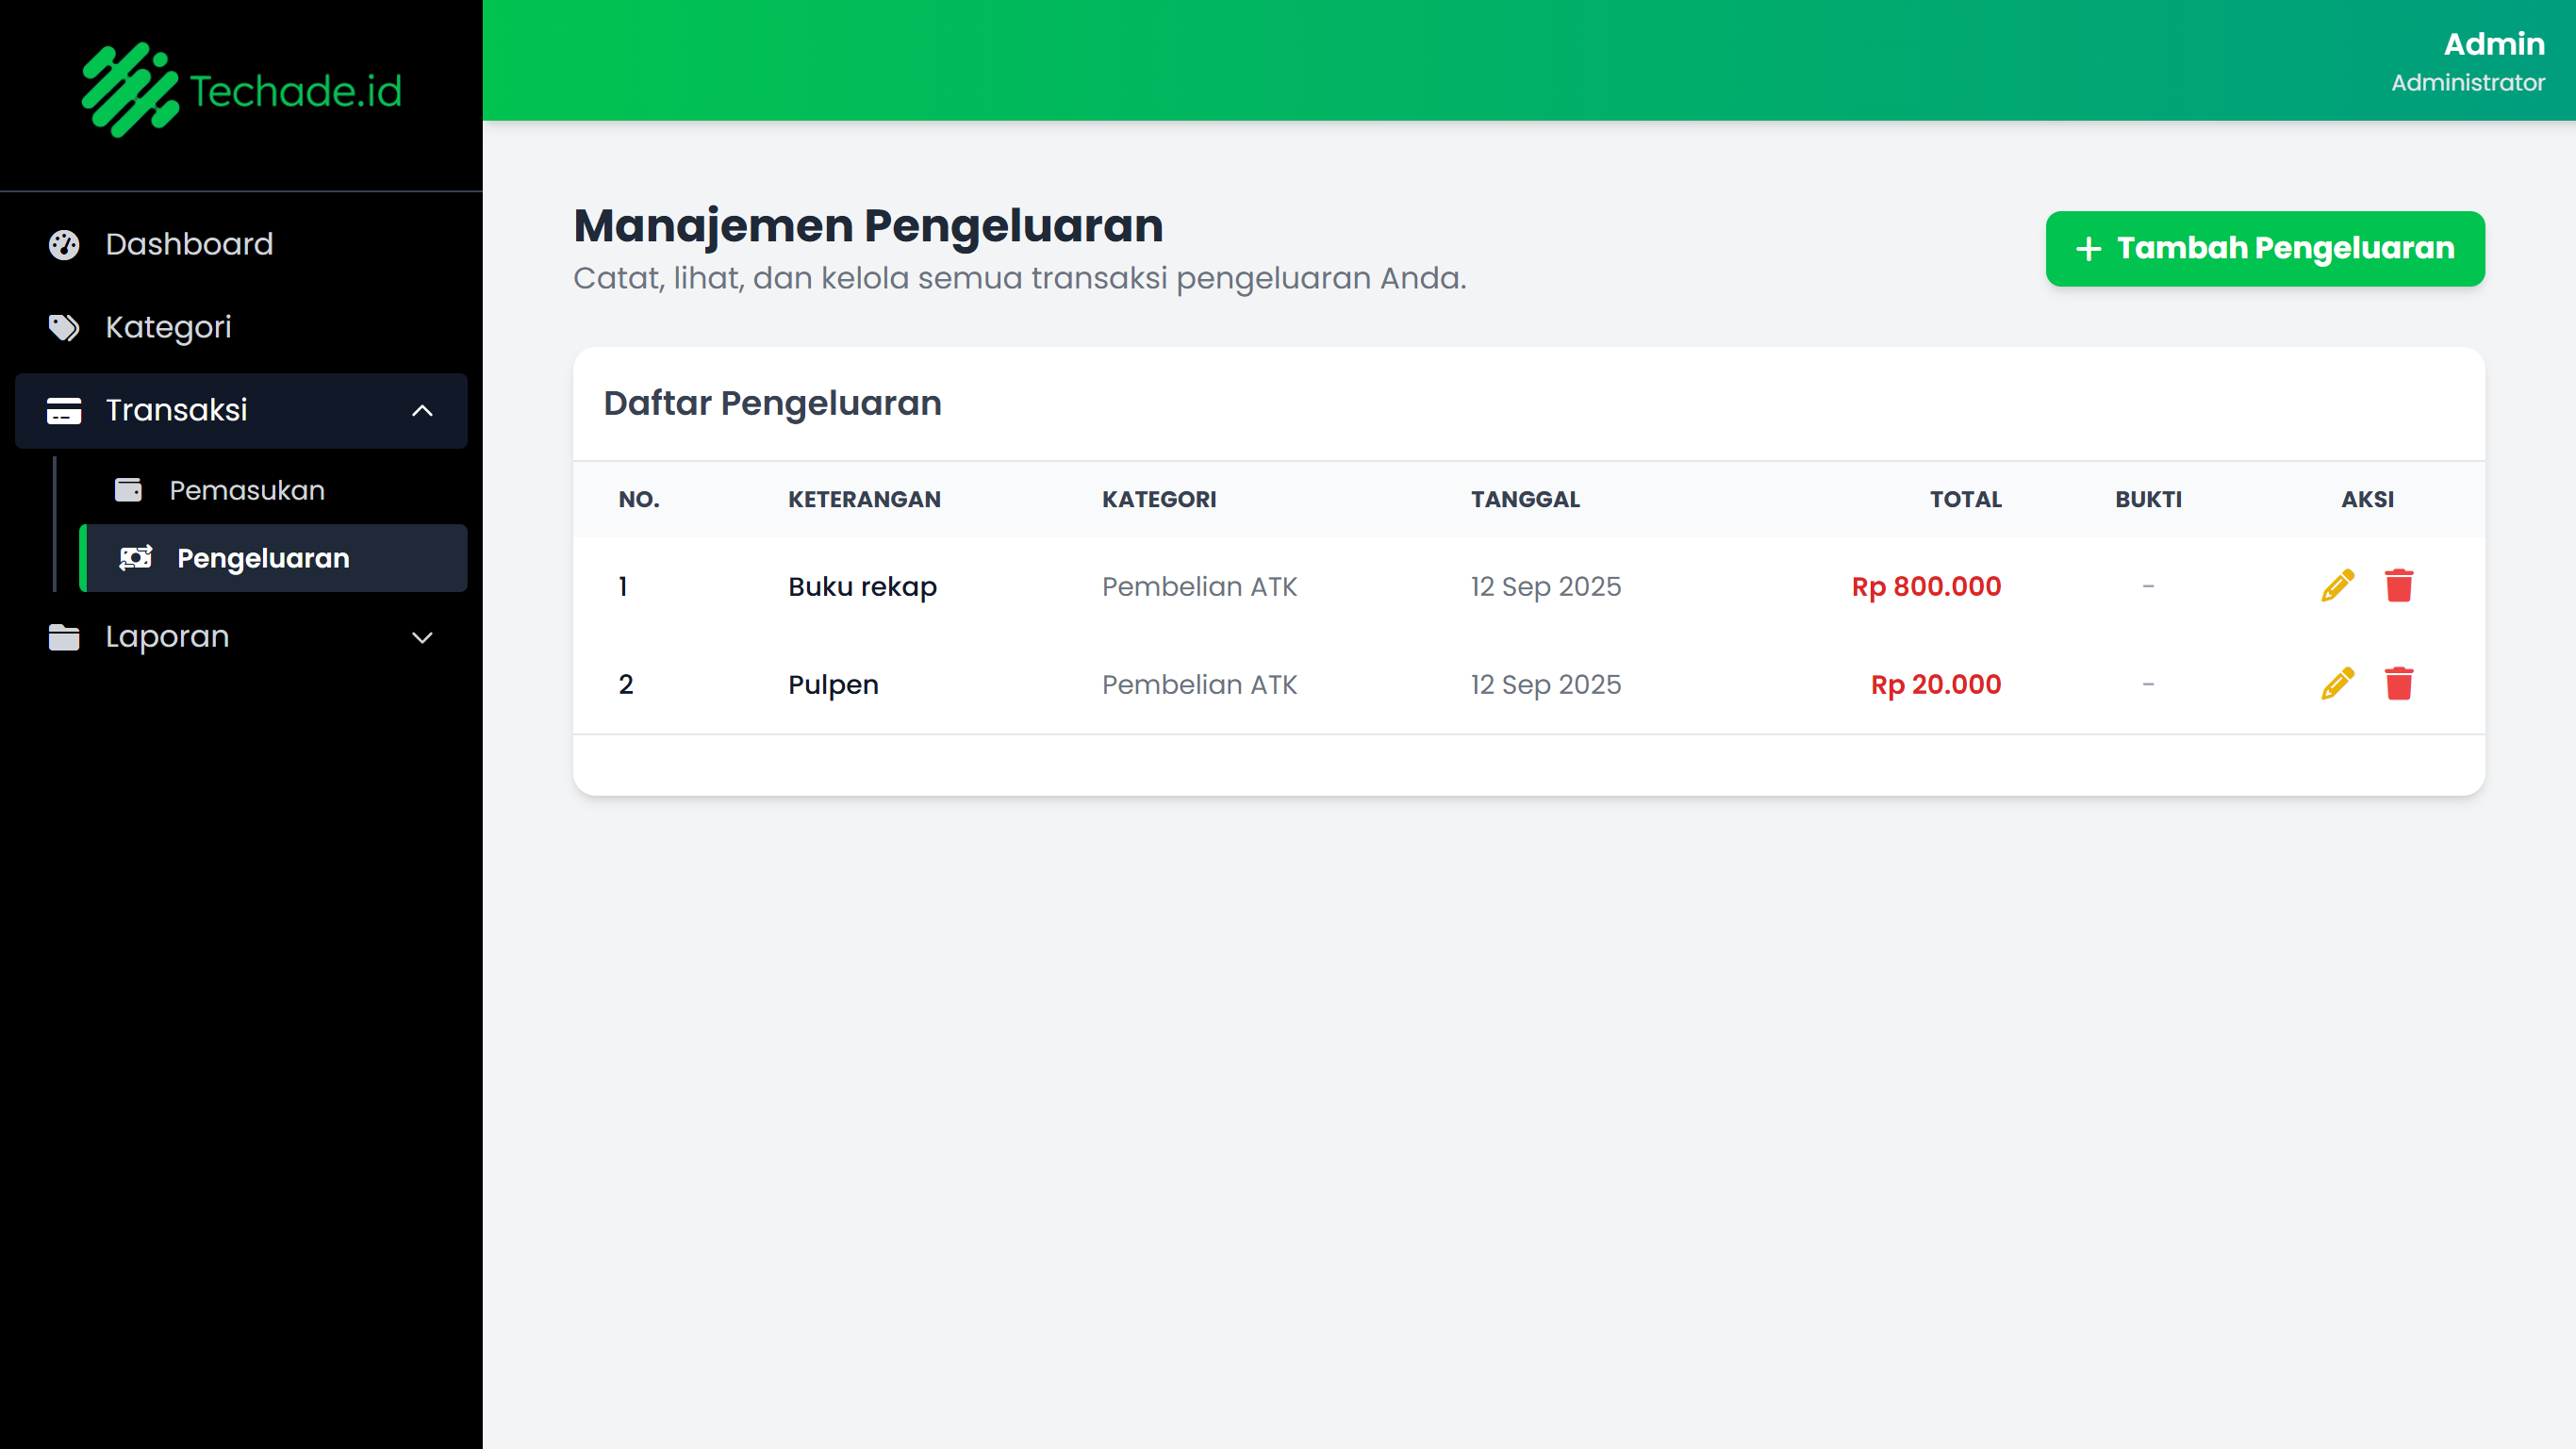 Techade.id
Admin
Administrator
Dashboard
Kategori
Transaksi
Pemasukan
Pengeluaran
Laporan
Manajemen Pengeluaran
Catat, lihat, dan kelola semua transaksi pengeluaran Anda.
+ Tambah Pengeluaran
Daftar Pengeluaran
NO. KETERANGAN KATEGORI TANGGAL TOTAL BUKTI AKSI
1 Buku rekap Pembelian ATK 12 Sep 2025 Rp 800.000 -
2 Pulpen Pembelian ATK 12 Sep 2025 Rp 20.000 -